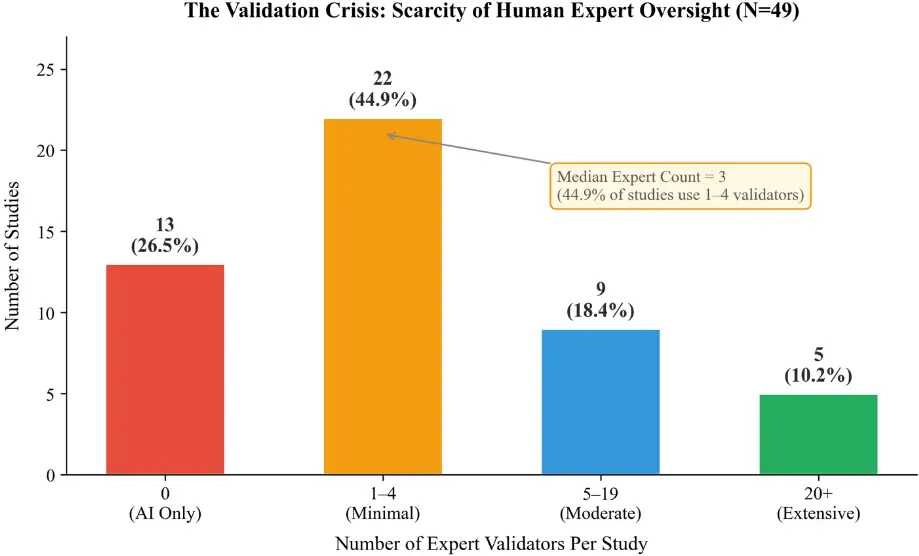 The Validation Crisis: Scarcity of Human Expert Oversight (N=49)
Number of Studies
25
20
15
10
5
0
13
(26.5%)
22
(44.9%)
9
(18.4%)
5
(10.2%)
Median Expert Count = 3
(44.9% of studies use 1–4 validators)
0
(AI Only)
1–4
(Minimal)
5–19
(Moderate)
20+
(Extensive)
Number of Expert Validators Per Study